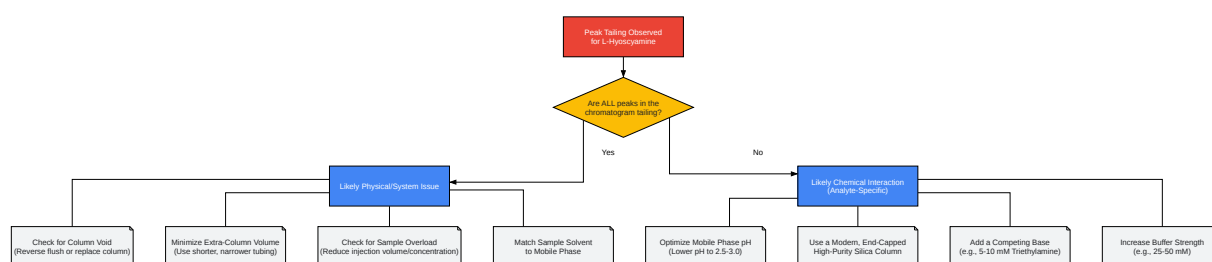 Peak Tailing Observed
for L-Hyoscyamine
Are ALL peaks in the
chromatogram tailing?
Yes
No
Likely Physical/System Issue
Likely Chemical Interaction
(Analyte-Specific)
Check for Column Void
(Reverse flush or replace column)
Minimize Extra-Column Volume
(Use shorter, narrower tubing)
Check for Sample Overload
(Reduce injection volume/concentration)
Match Sample Solvent
to Mobile Phase
Optimize Mobile Phase pH
(Lower pH to 2.5-3.0)
Use a Modern, End-Capped
High-Purity Silica Column
Add a Competing Base
(e.g., 5-10 mM Triethylamine)
Increase Buffer Strength
(e.g., 25-50 mM)